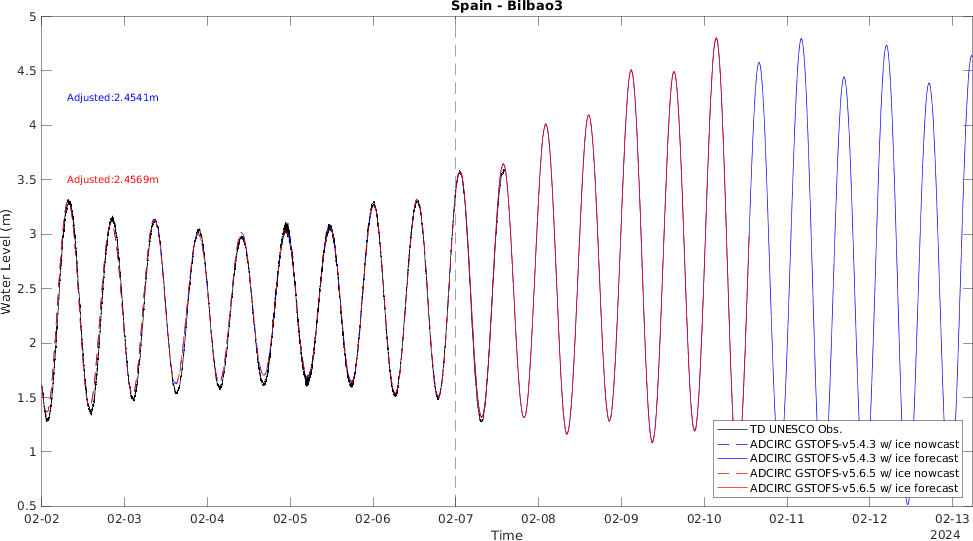 Spain - Bilbao3
5
4.5
4
3.5
3
2.5
2
1.5
1
0.5
Water Level (m)
Adjusted:2.4541m
Adjusted:2.4569m
TD UNESCO Obs.
ADCIRC GSTOFS-v5.4.3 w/ ice nowcast
ADCIRC GSTOFS-v5.4.3 w/ ice forecast
ADCIRC GSTOFS-v5.6.5 w/ ice nowcast
ADCIRC GSTOFS-v5.6.5 w/ ice forecast
02-02 02-03 02-04 02-05 02-06 02-07 02-08 02-09 02-10 02-11 02-12 02-13
2024
Time